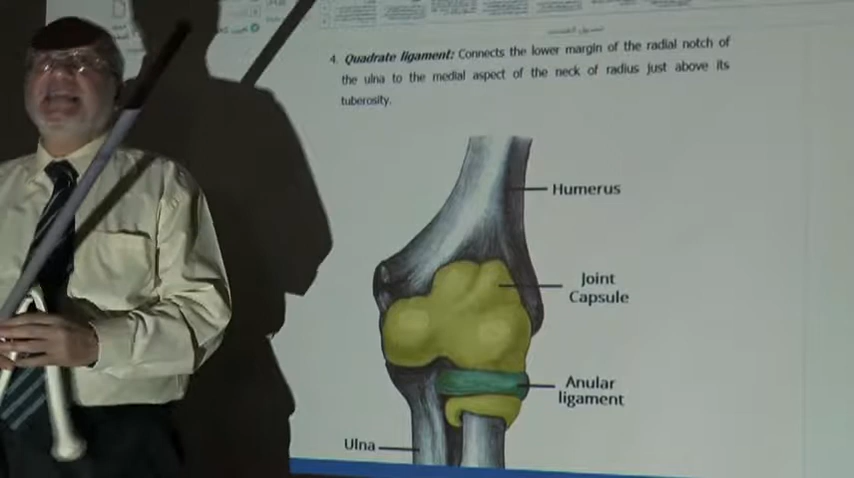 4. Quadrate ligament: Connects the lower margin of the radial notch of
the ulna to the medial aspect of the neck of radius just above its
tuberosity.
Humerus
Joint
Capsule
Anular
ligament
Ulna